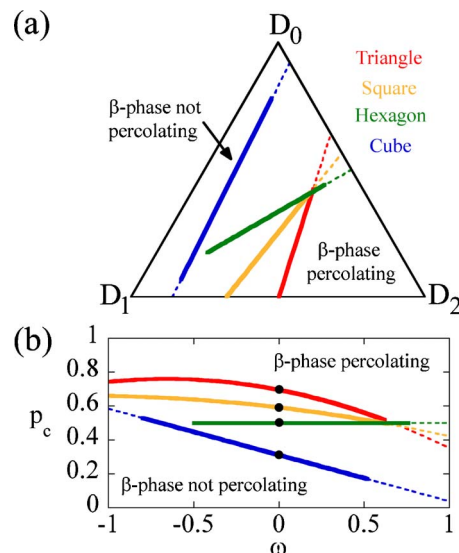 (a)
D0
Triangle
Square
Hexagon
Cube
β-phase not
percolating
β-phase
percolating
D1
D2
(b)
1
0.8
0.6
0.4
0.2
0
pc
β-phase percolating
β-phase not percolating
-1
-0.5
0
0.5
1
ω